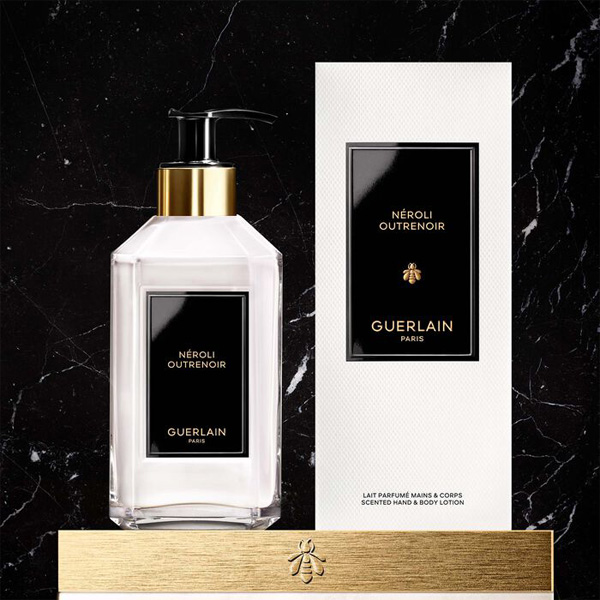 NÉROLI
OUTRENOIR
GUERLAIN
PARIS
NÉROLI
OUTRENOIR
GUERLAIN
PARIS
LAIT PARFUMÉ MAINS & CORPS
SCENTED HAND & BODY LOTION